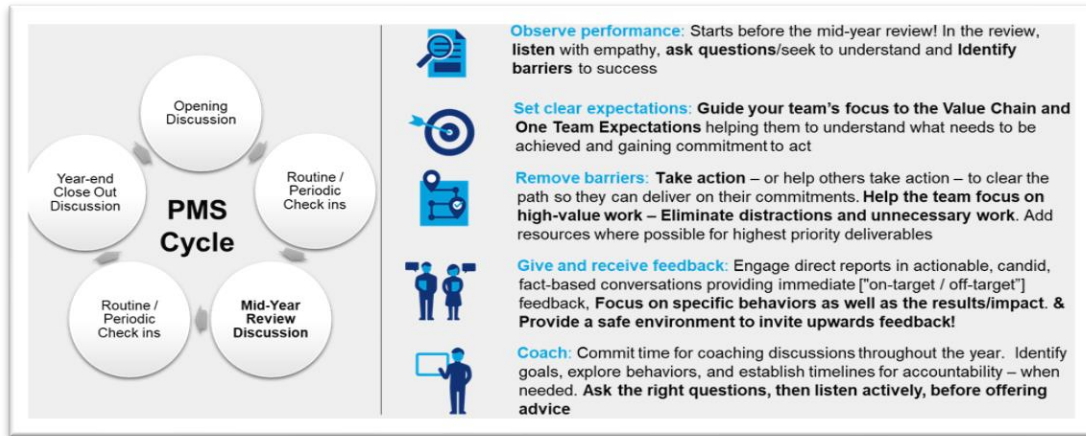 Opening
Discussion
Year-end
Close Out
Discussion
Routine /
Periodic
Check ins
PMS
Cycle
Routine /
Periodic
Check ins
Mid-Year
Review
Discussion
Observe performance: Starts before the mid-year review! In the review,
listen with empathy, ask questions/seek to understand and Identify
barriers to success
Set clear expectations: Guide your team's focus to the Value Chain and
One Team Expectations helping them to understand what needs to be
achieved and gaining commitment to act
Remove barriers: Take action – or help others take action – to clear the
path so they can deliver on their commitments. Help the team focus on
high-value work – Eliminate distractions and unnecessary work. Add
resources where possible for highest priority deliverables
Give and receive feedback: Engage direct reports in actionable, candid,
fact-based conversations providing immediate ["on-target / off-target"]
feedback, Focus on specific behaviors as well as the results/impact. &
Provide a safe environment to invite upwards feedback!
Coach: Commit time for coaching discussions throughout the year. Identify
goals, explore behaviors, and establish timelines for accountability – when
needed. Ask the right questions, then listen actively, before offering
advice